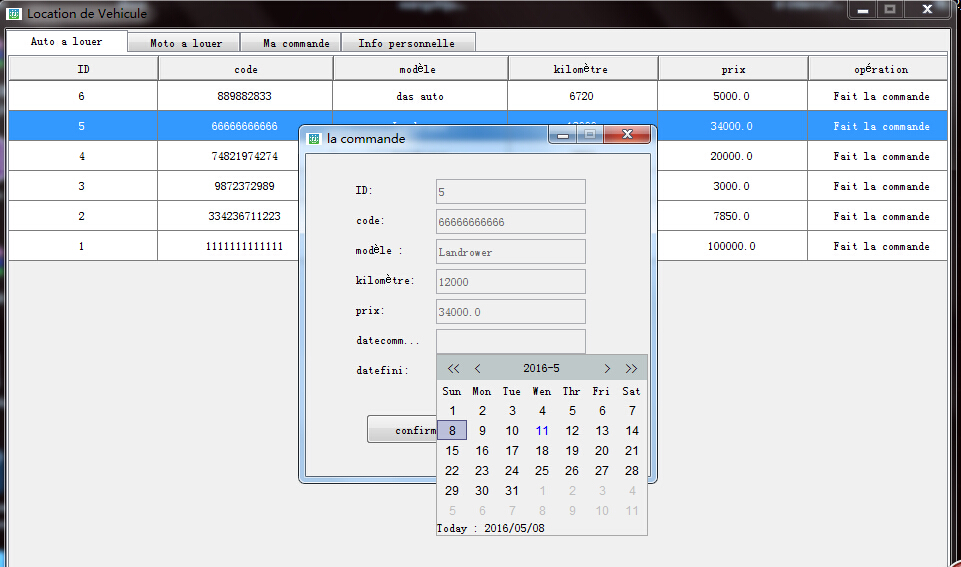 Location de Vehicule
Auto a louer Moto a louer Ma commande Info personnelle
ID code modèle kilomètre prix opération
6 889882833 das auto 6720 5000.0 Fait la commande
5 66666666666 34000.0 Fait la commande
4 74821974274 20000.0 Fait la commande
3 9872372989 3000.0 Fait la commande
2 334236711223 7850.0 Fait la commande
1 1111111111111 100000.0 Fait la commande
la commande
ID: 5
code: 66666666666
modèle : Landrower
kilomètre: 12000
prix: 34000.0
datecomm...
datefini:
confirm
<< < 2016-5 > >>
Sun Mon Tue Wen Thr Fri Sat
1 2 3 4 5 6 7
8 9 10 11 12 13 14
15 16 17 18 19 20 21
22 23 24 25 26 27 28
29 30 31 1 2 3 4
5 6 7 8 9 10 11
Today : 2016/05/08